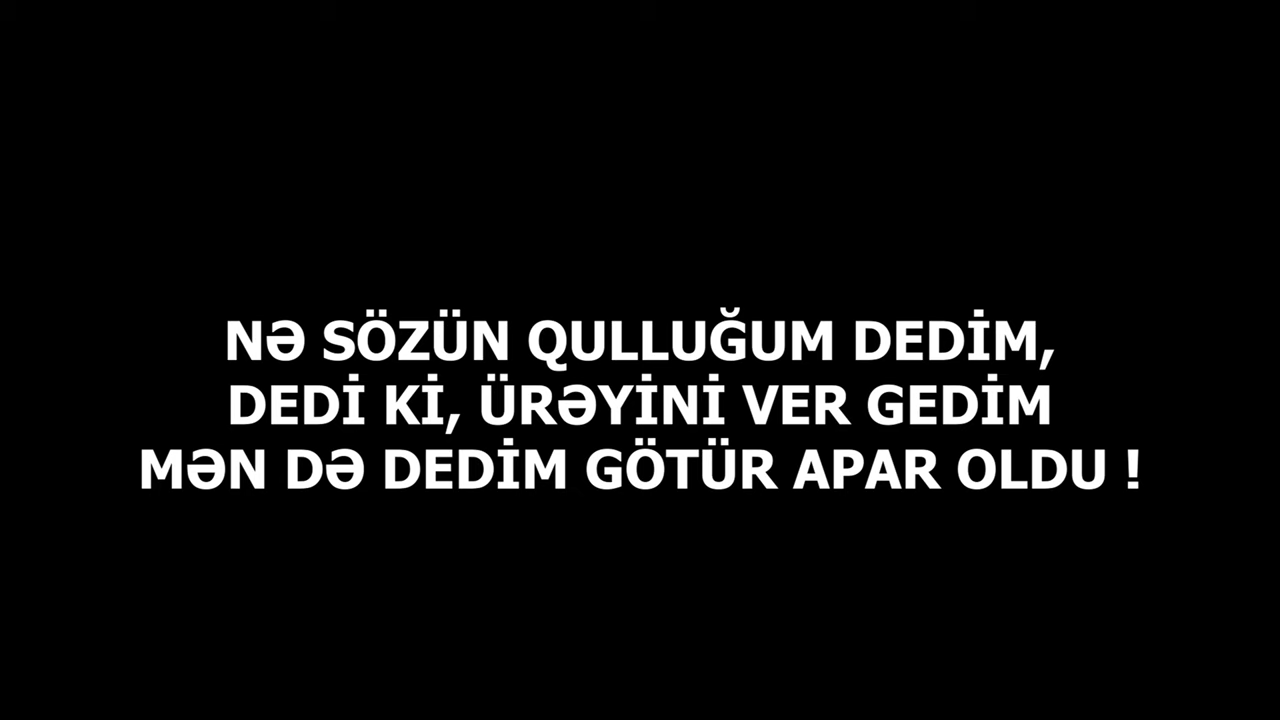 NƏ SÖZÜN QULLUĞUM DEDİM,
DEDİ Kİ, ÜRƏYİNİ VER GEDİM
MƏN DƏ DEDİM GÖTÜR APAR OLDU !